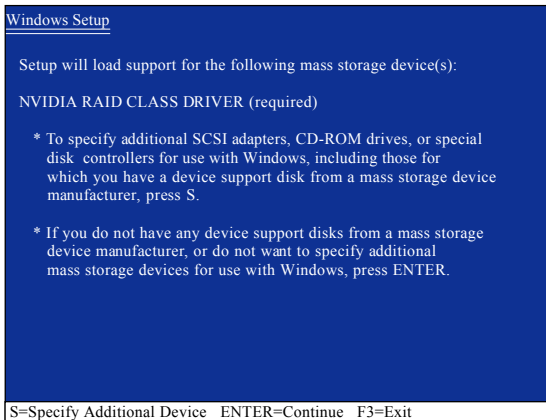 Windows Setup
Setup will load support for the following mass storage device(s):
NVIDIA RAID CLASS DRIVER (required)
* To specify additional SCSI adapters, CD-ROM drives, or special
disk controllers for use with Windows, including those for
which you have a device support disk from a mass storage device
manufacturer, press S.
* If you do not have any device support disks from a mass storage
device manufacturer, or do not want to specify additional
mass storage devices for use with Windows, press ENTER.
S=Specify Additional Device ENTER=Continue F3=Exit